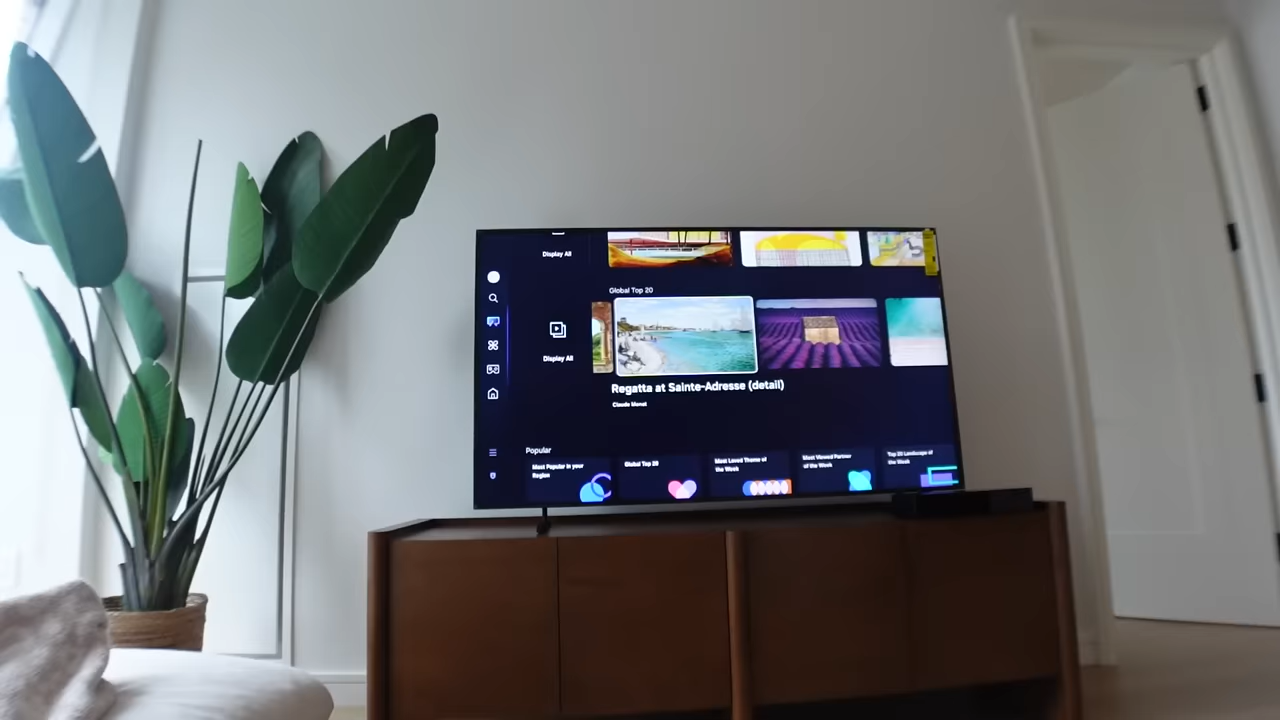 Display All
Global Top 20
Display All
Regatta at Sainte-Adresse (detail)
Claude Monet
Popular
Most Popular in your
Region
Global Top 20
Most Loved Theme of
the Week
Most Viewed Partner
of the Week
Top 20 Landscape of
the Week